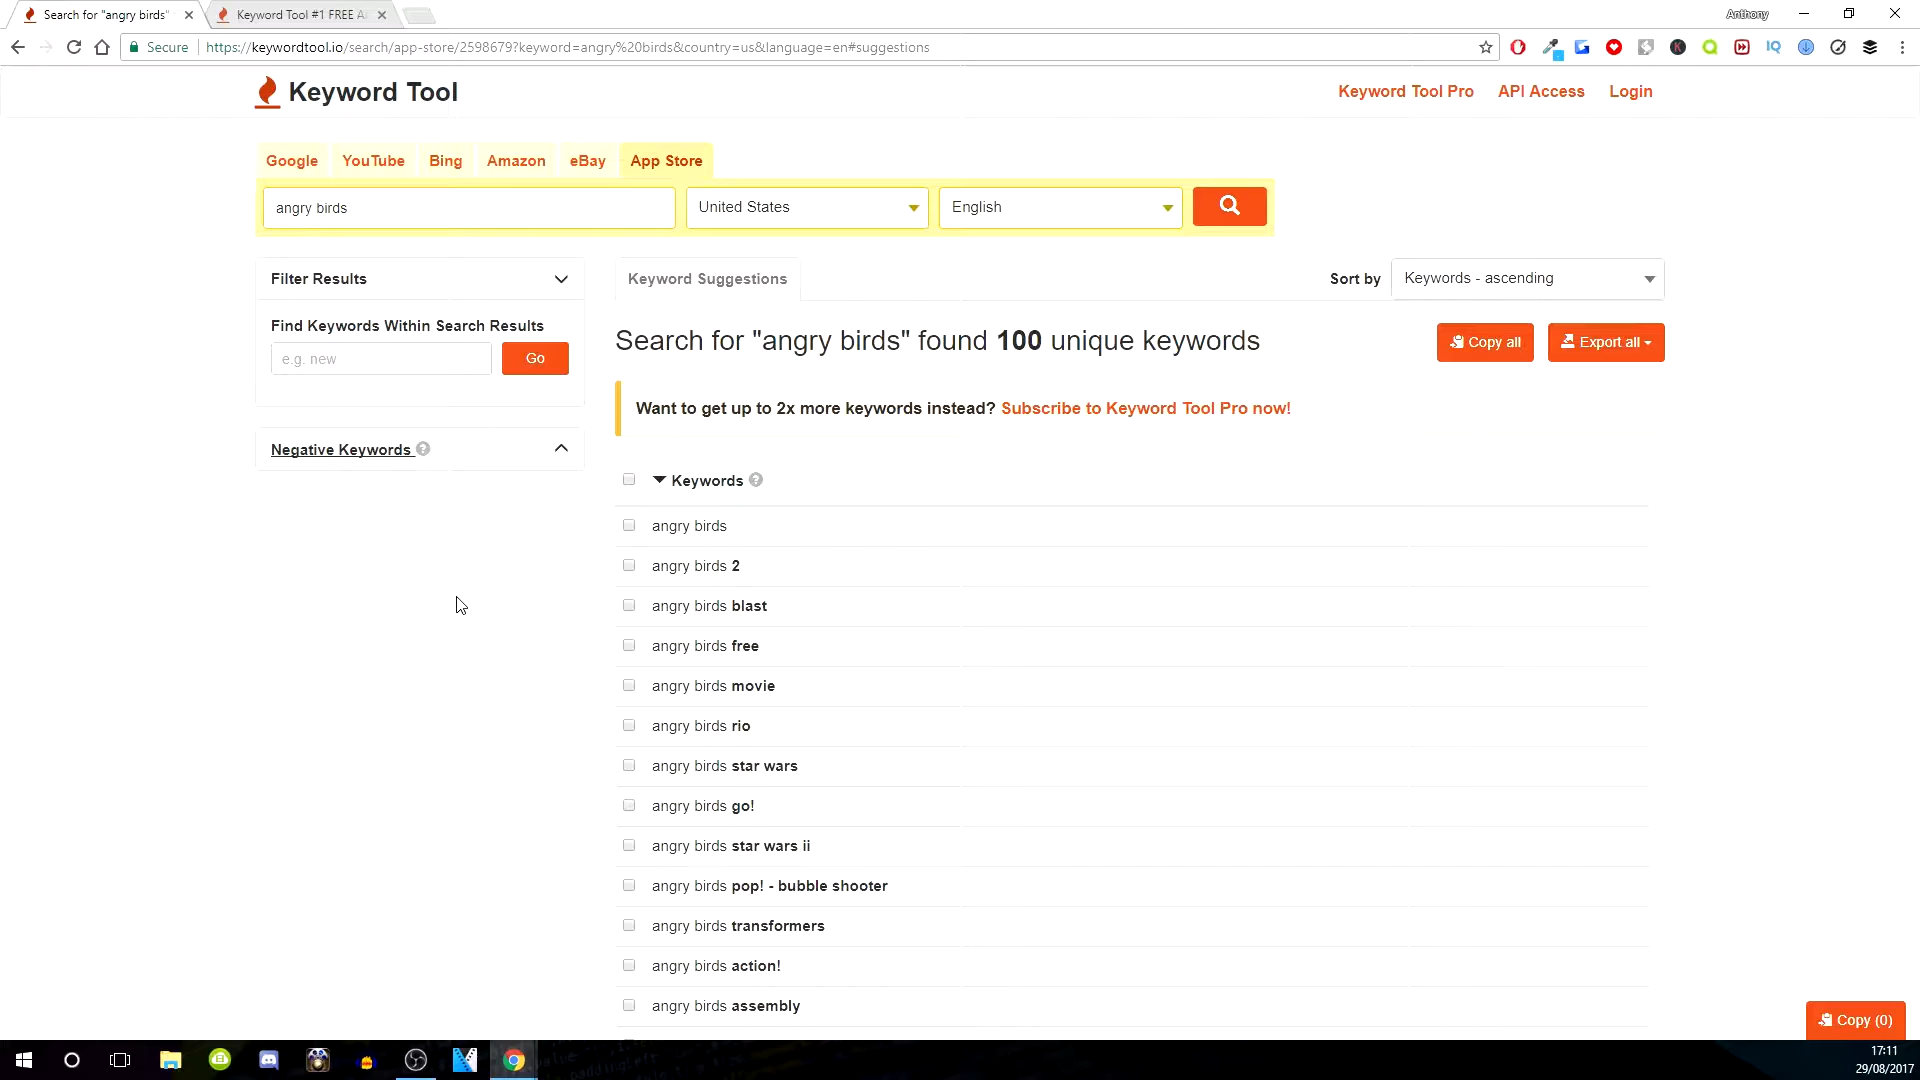 Search for "angry birds"
Keyword Tool #1 FREE A
Anthony
Secure
https://keywordtool.io/search/app-store/2598679?keyword=angry%20birds&country=us&language=en#suggestions
Keyword Tool
Keyword Tool Pro
API Access
Login
Google
YouTube
Bing
Amazon
eBay
App Store
angry birds
United States
English
Filter Results
Keyword Suggestions
Sort by
Keywords - ascending
Find Keywords Within Search Results
e.g. new
Go
Search for "angry birds" found 100 unique keywords
Copy all
Export all
Want to get up to 2x more keywords instead? Subscribe to Keyword Tool Pro now!
Negative Keywords ?
Keywords ?
angry birds
angry birds 2
angry birds blast
angry birds free
angry birds movie
angry birds rio
angry birds star wars
angry birds go!
angry birds star wars ii
angry birds pop! - bubble shooter
angry birds transformers
angry birds action!
angry birds assembly
Copy (0)
17:11
29/08/2017